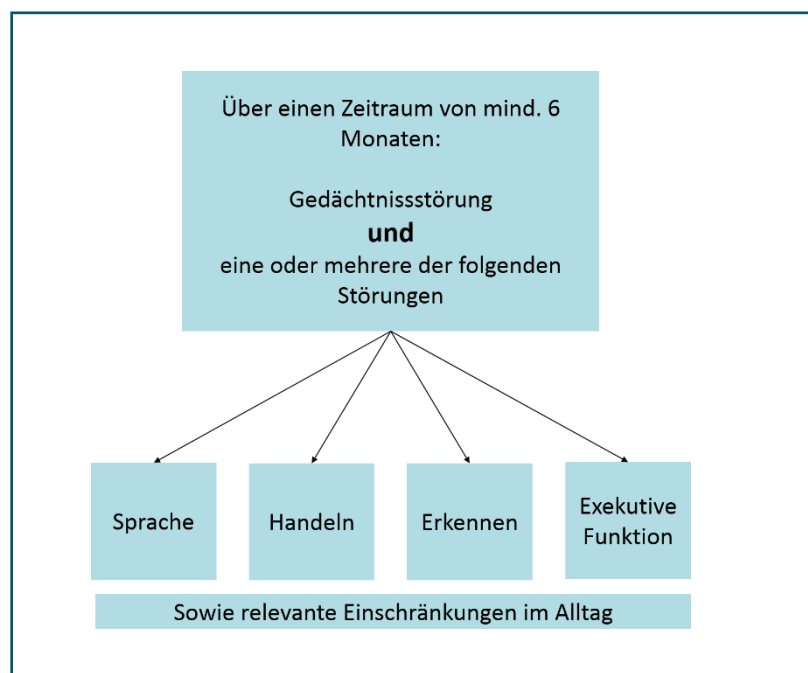 Über einen Zeitraum von mind. 6
Monaten:
Gedächtnissstörung
und
eine oder mehrere der folgenden
Störungen
Sprache
Handeln
Erkennen
Exekutive
Funktion
Sowie relevante Einschränkungen im Alltag